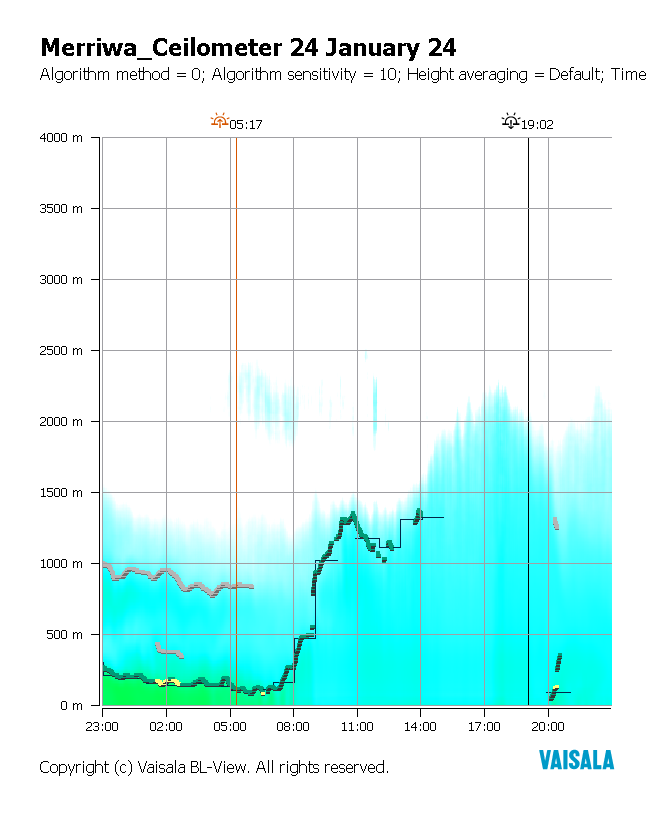 Merriwa_Ceilometer 24 January 24
Algorithm method = 0; Algorithm sensitivity = 10; Height averaging = Default; Time
05:17
19:02
4000 m
3500 m
3000 m
2500 m
2000 m
1500 m
1000 m
500 m
0 m
23:00 02:00 05:00 08:00 11:00 14:00 17:00 20:00
VAISALA
Copyright (c) Vaisala BL-View. All rights reserved.